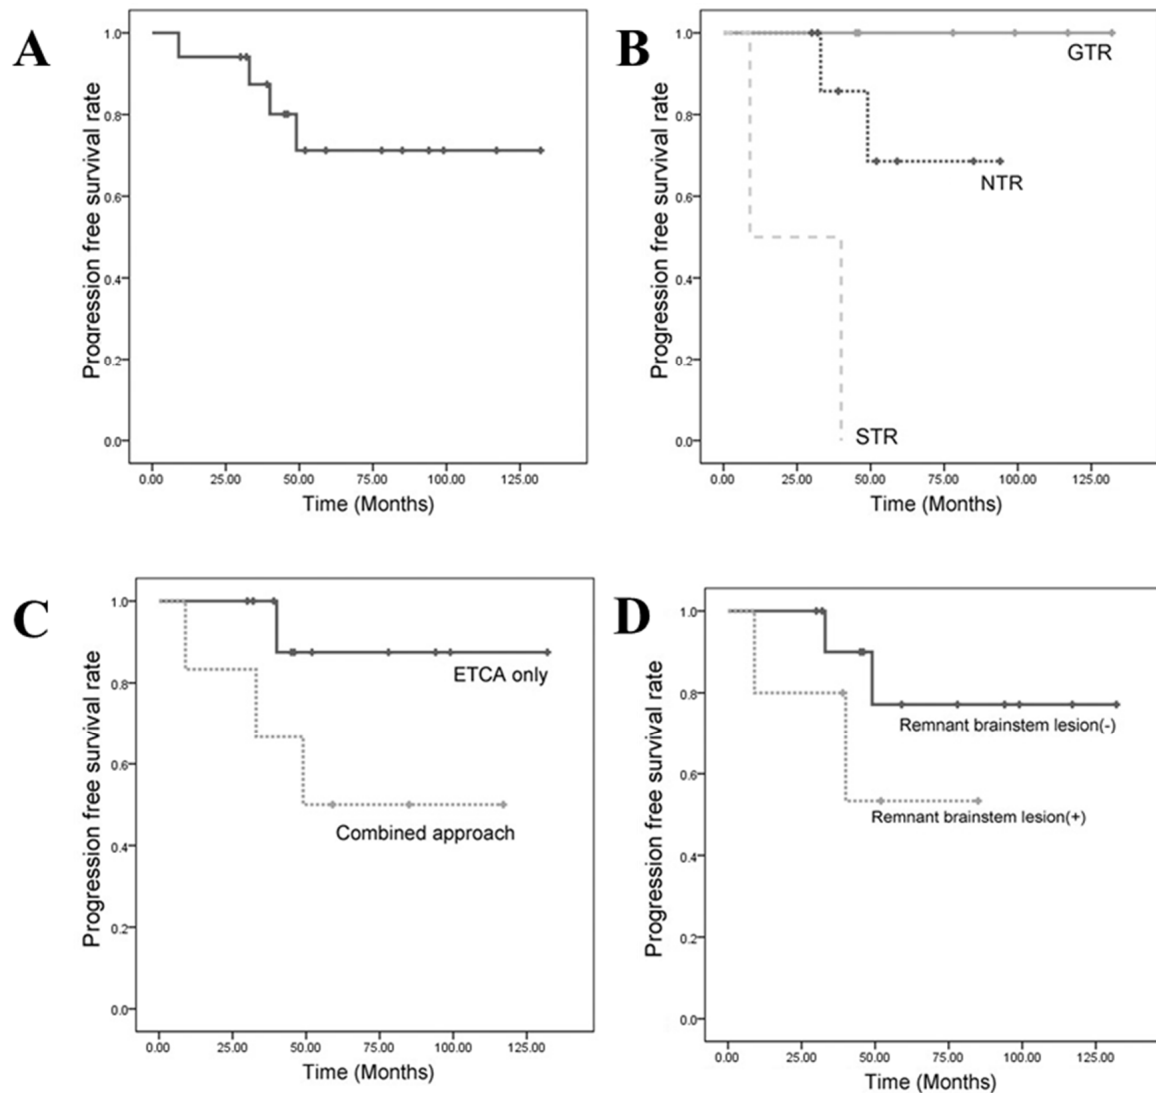 A
Progression free survival rate
1.0
0.8
0.6
0.4
0.2
0.0
0.00 25.00 50.00 75.00 100.00 125.00
Time (Months)
B
Progression free survival rate
1.0
0.8
0.6
0.4
0.2
0.0
GTR
NTR
STR
0.00 25.00 50.00 75.00 100.00 125.00
Time (Months)
C
Progression free survival rate
1.0
0.8
0.6
0.4
0.2
0.0
ETCA only
Combined approach
0.00 25.00 50.00 75.00 100.00 125.00
Time (Months)
D
Progression free survival rate
1.0
0.8
0.6
0.4
0.2
0.0
Remnant brainstem lesion(-)
Remnant brainstem lesion(+)
0.00 25.00 50.00 75.00 100.00 125.00
Time (Months)